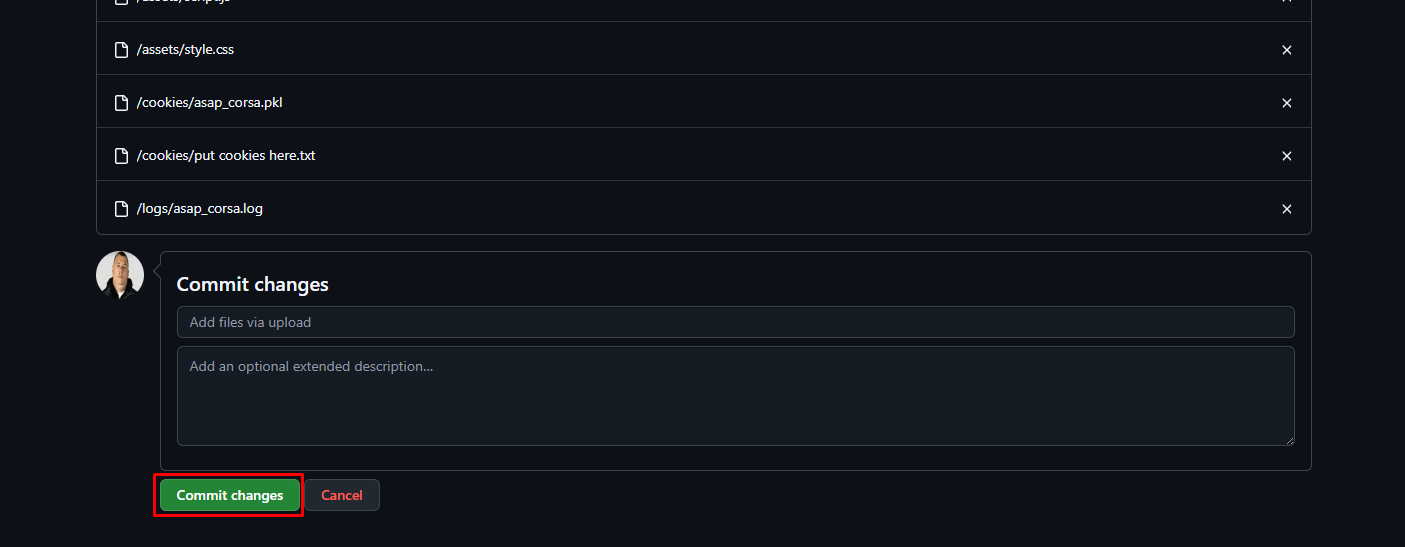 /assets/style.css
/cookies/asap_corsa.pkl
/cookies/put cookies here.txt
/logs/asap_corsa.log
Commit changes
Add files via upload
Add an optional extended description...
Commit changes Cancel